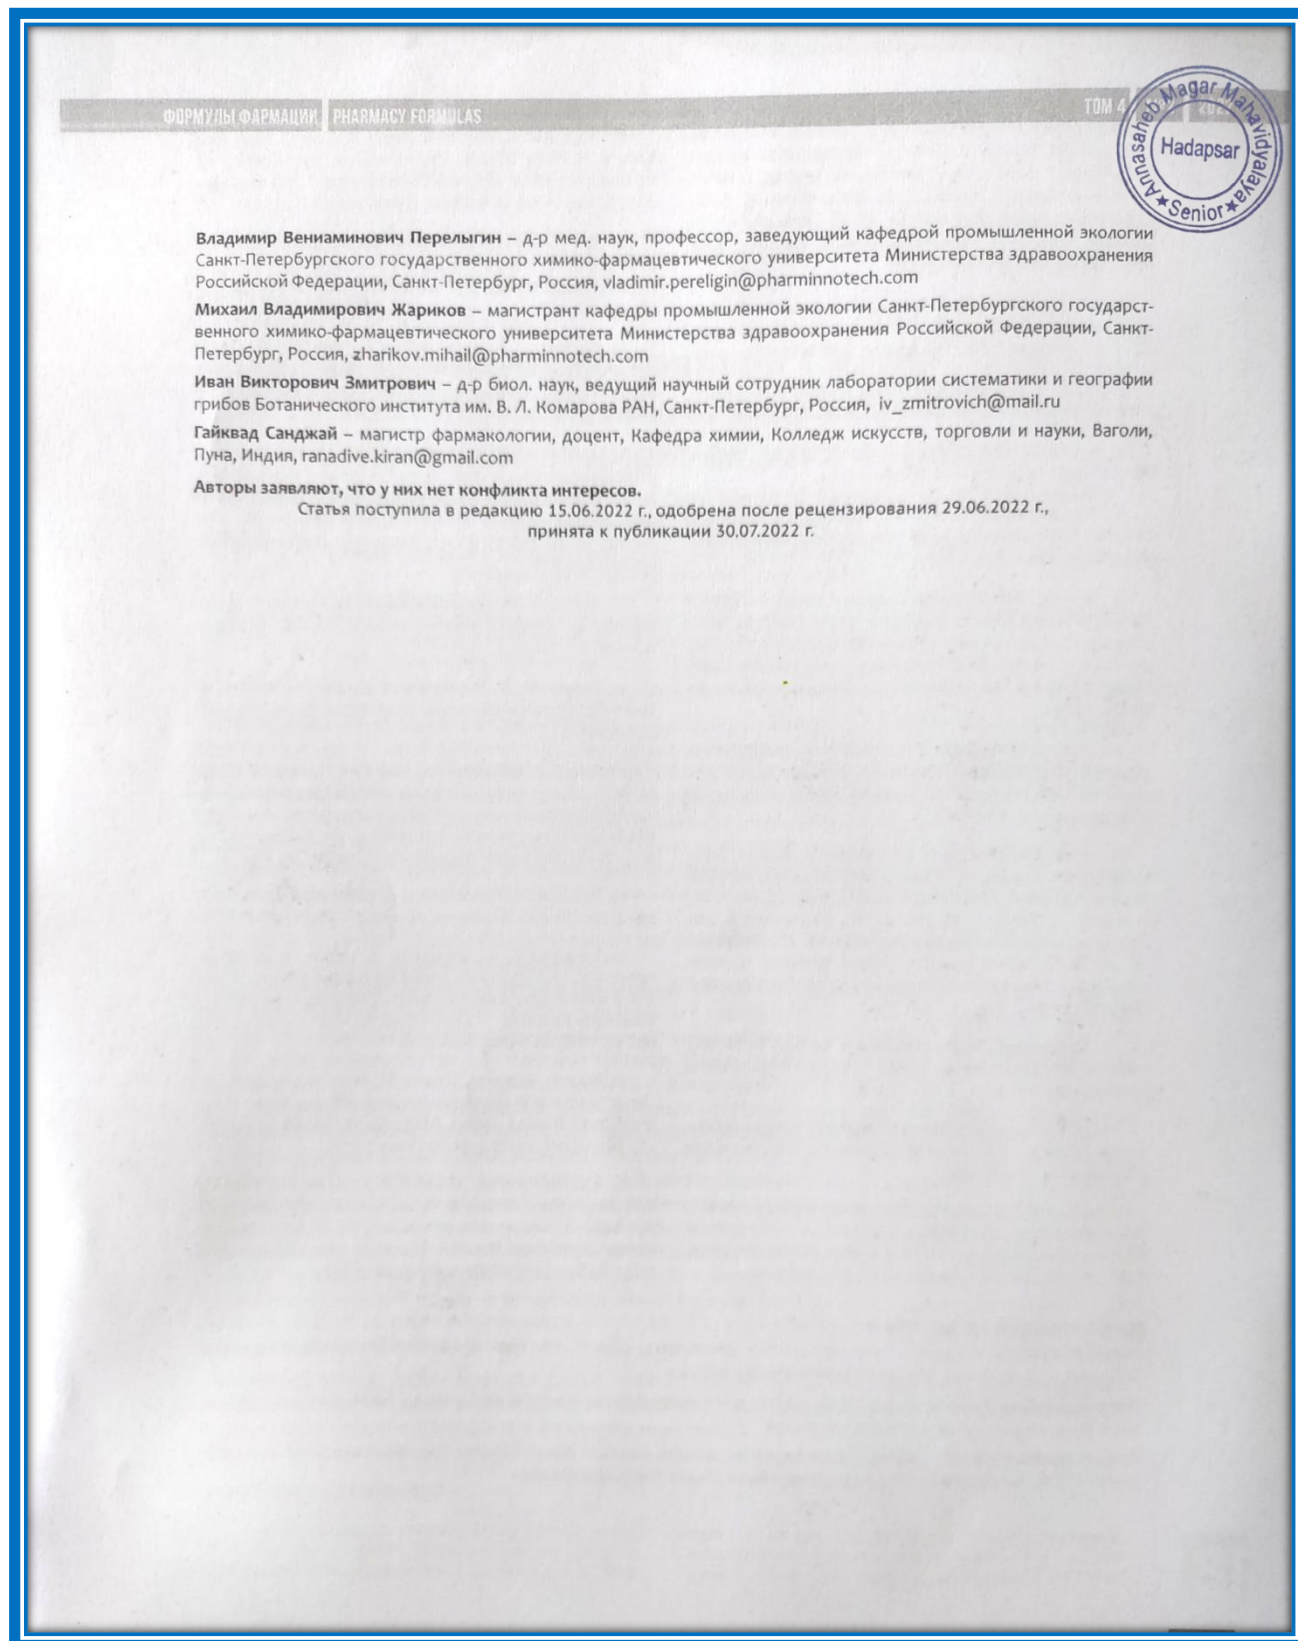 ФОРМУЛЫ ФАРМАЦИИ | PHARMACY FORMULAS
ТОМ 4
Annasaheb Magar Mahavidyalaya
Hadapsar
★ Senior ★
Владимир Вениаминович Перелыгин – д-р мед. наук, профессор, заведующий кафедрой промышленной экологии
Санкт-Петербургского государственного химико-фармацевтического университета Министерства здравоохранения
Российской Федерации, Санкт-Петербург, Россия, vladimir.pereligin@pharminnotech.com
Михаил Владимирович Жариков – магистрант кафедры промышленной экологии Санкт-Петербургского государст-
венного химико-фармацевтического университета Министерства здравоохранения Российской Федерации, Санкт-
Петербург, Россия, zharikov.mihail@pharminnotech.com
Иван Викторович Змитрович – д-р биол. наук, ведущий научный сотрудник лаборатории систематики и географии
грибов Ботанического института им. В. Л. Комарова РАН, Санкт-Петербург, Россия, iv_zmitrovich@mail.ru
Гайквад Санджай – магистр фармакологии, доцент, Кафедра химии, Колледж искусств, торговли и науки, Ваголи,
Пуна, Индия, ranadive.kiran@gmail.com
Авторы заявляют, что у них нет конфликта интересов.
Статья поступила в редакцию 15.06.2022 г., одобрена после рецензирования 29.06.2022 г.,
принята к публикации 30.07.2022 г.